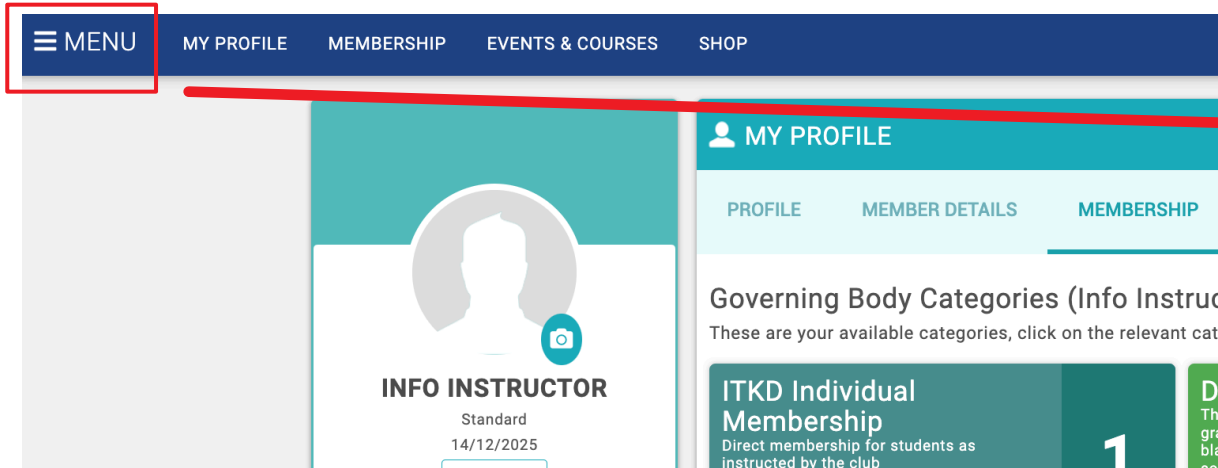 MENU MY PROFILE MEMBERSHIP EVENTS & COURSES SHOP
MY PROFILE
PROFILE MEMBER DETAILS MEMBERSHIP
Governing Body Categories (Info
These are your available categories, click on the relevant
INFO INSTRUCTOR
Standard
14/12/2025
ITKD Individual
Membership
Direct membership for students as
instructed by the club
1